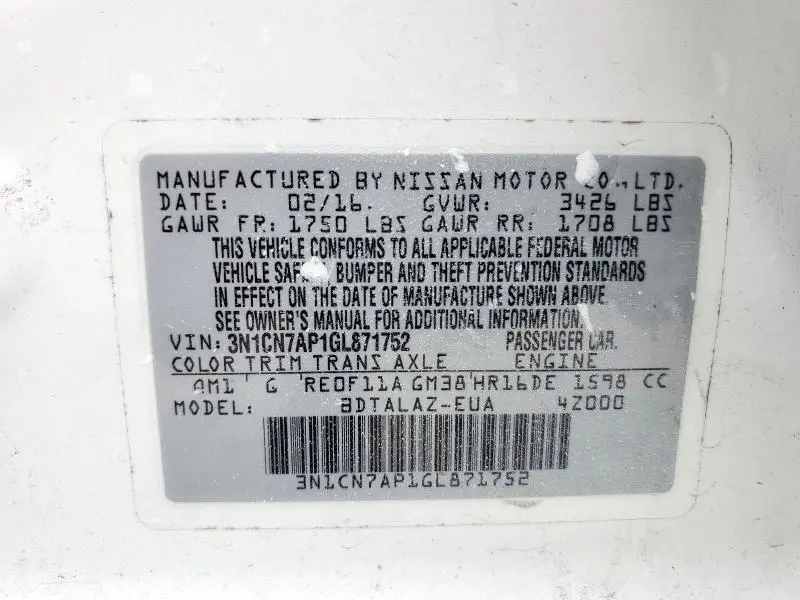 MANUFACTURED BY NISSAN MOTOR CO., LTD.
DATE: 02/16. GVWR: 3426 LBS
GAWR FR: 1750 LBS GAWR RR: 1708 LBS
THIS VEHICLE CONFORMS TO ALL APPLICABLE FEDERAL MOTOR
VEHICLE SAFETY, BUMPER AND THEFT PREVENTION STANDARDS
IN EFFECT ON THE DATE OF MANUFACTURE SHOWN ABOVE.
SEE OWNER'S MANUAL FOR ADDITIONAL INFORMATION.
VIN: 3N1CN7AP1GL871752 PASSENGER CAR.
COLOR TRIM TRANS AXLE ENGINE
QM1 G RE0F11A GM38 HR16DE 1598 CC
MODEL: BDTALAZ-EUA 4Z000
3N1CN7AP1GL871752